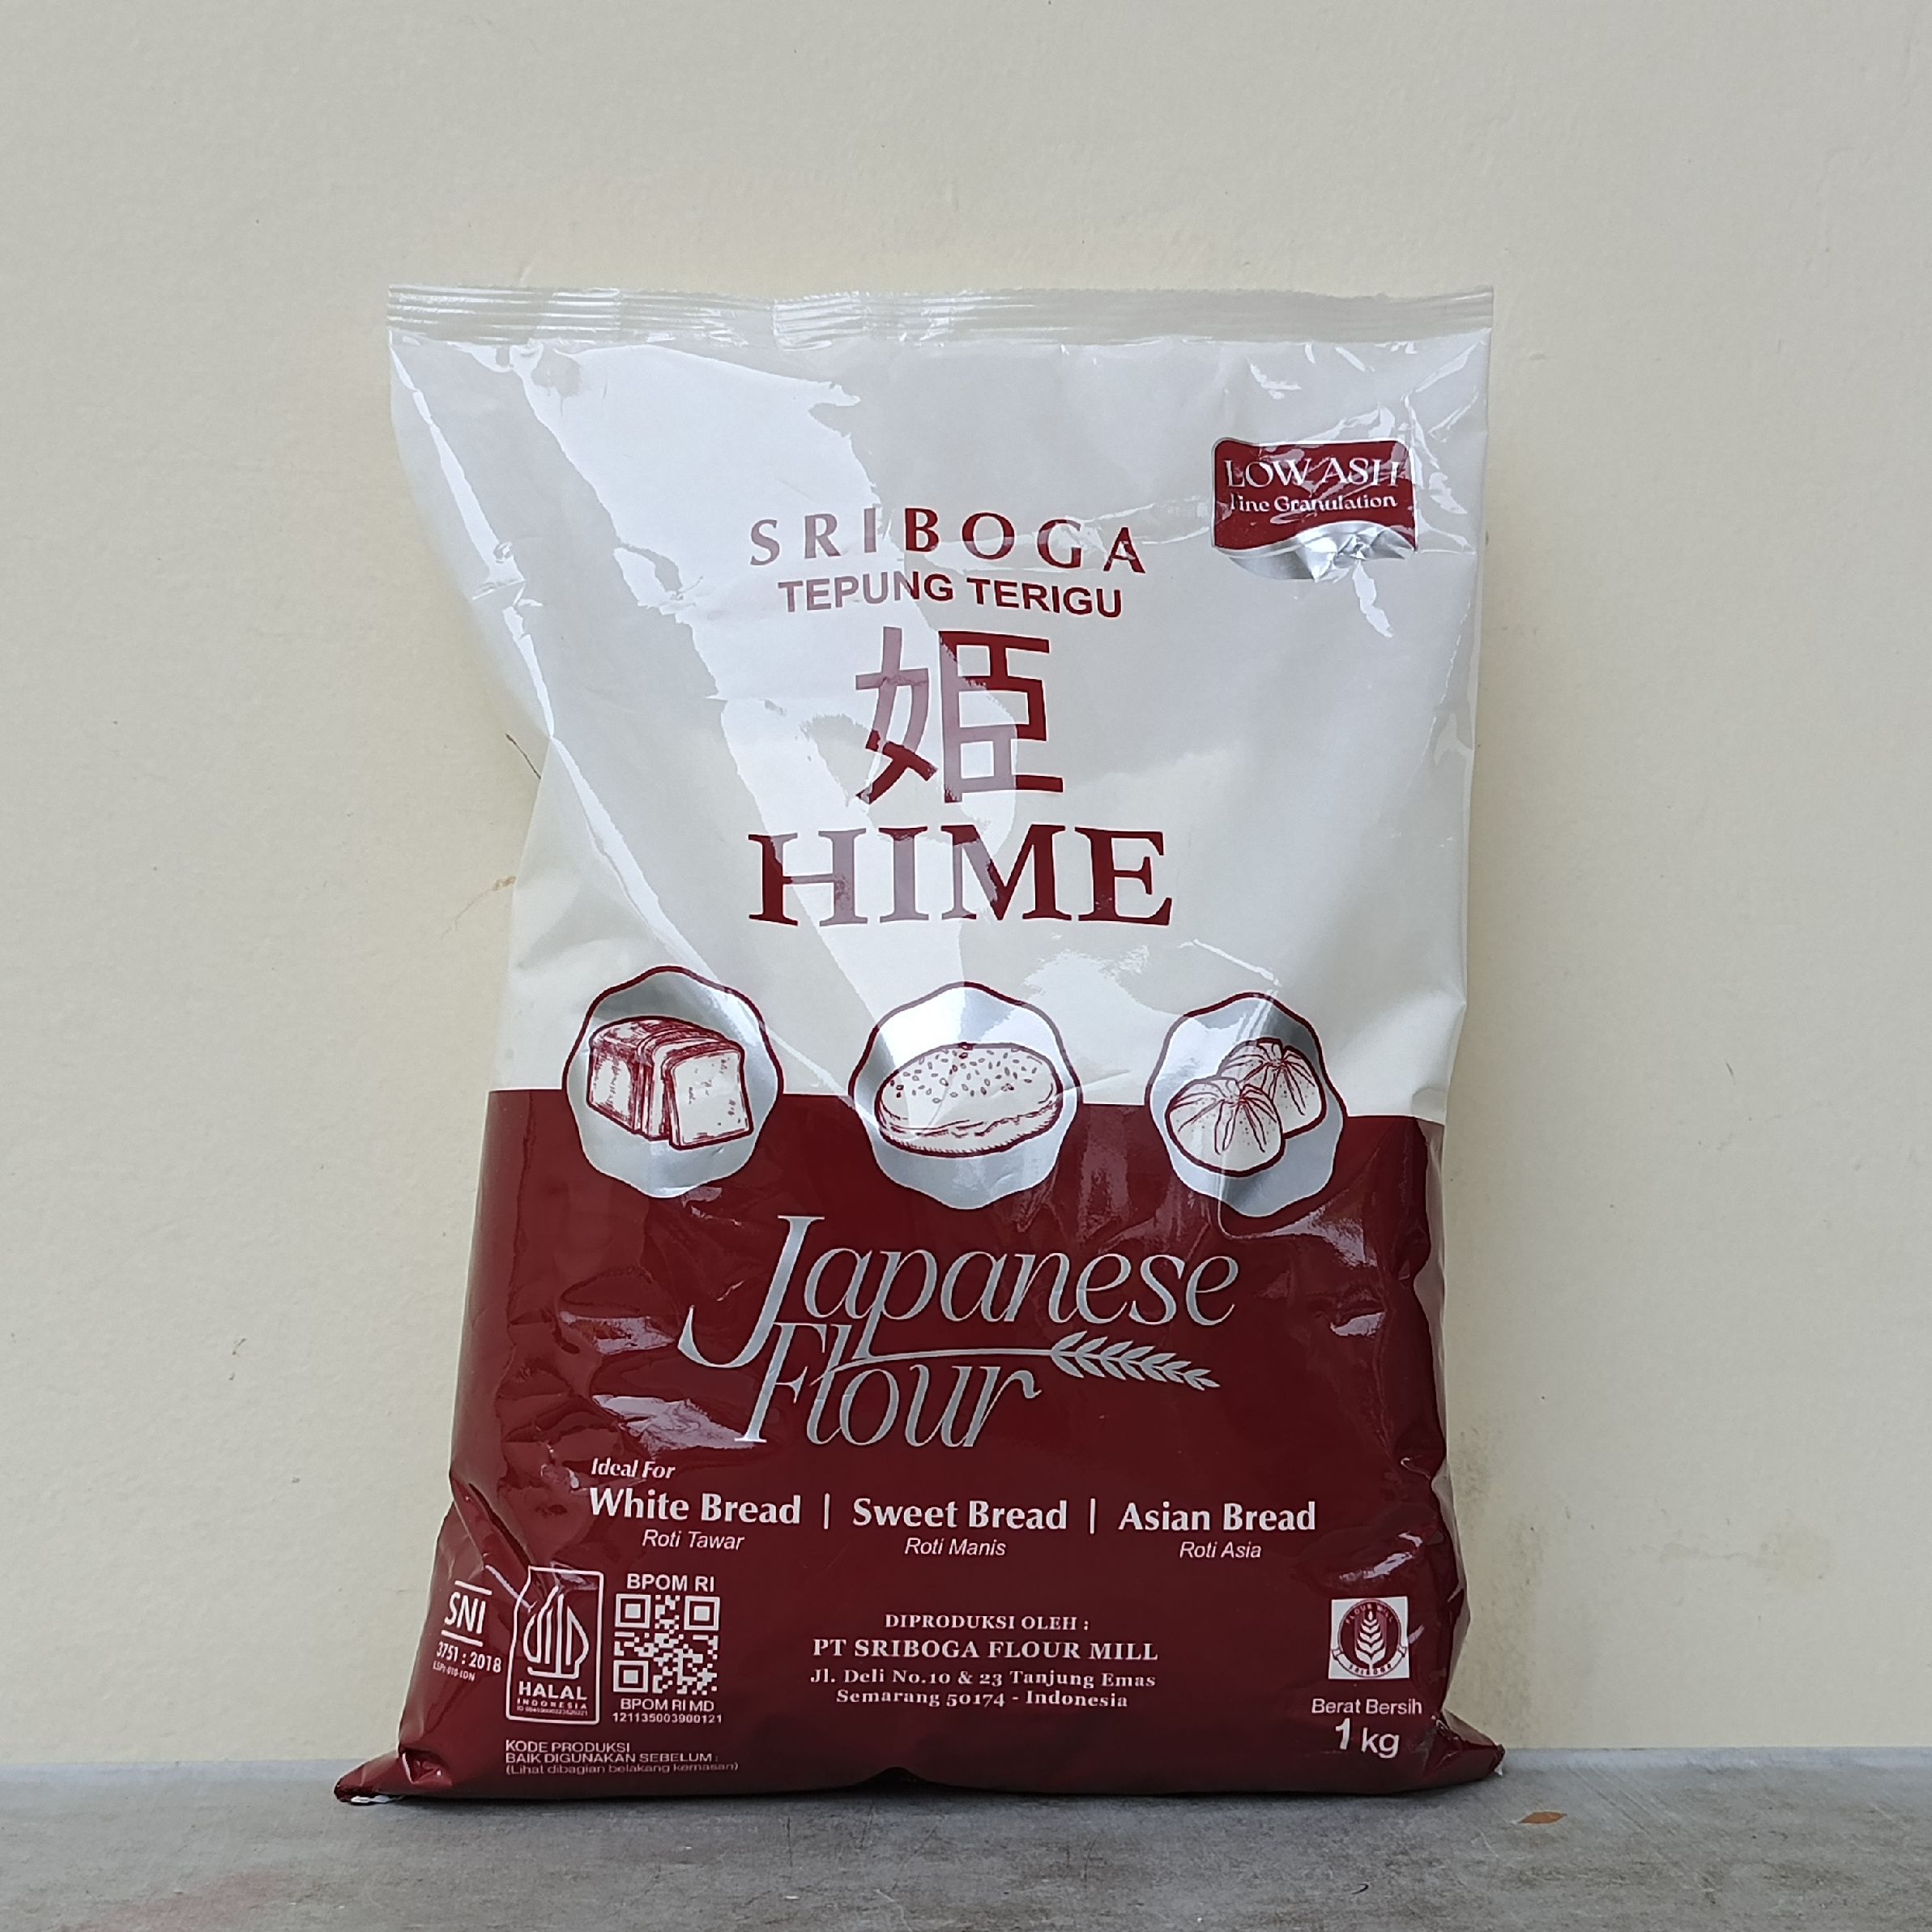 LOW ASH
Fine Granulation
SRIBOGA
TEPUNG TERIGU
姫
HIME
Japanese
Flour
Ideal For
White Bread | Sweet Bread | Asian Bread
Roti Tawar Roti Manis Roti Asia
SNI
3751 : 2018
HALAL
INDONESIA
BPOM RI
BPOM RI MD
121135003900121
DIPRODUKSI OLEH :
PT SRIBOGA FLOUR MILL
Jl. Deli No.10 & 23 Tanjung Emas
Semarang 50174 - Indonesia
FLOUR MILL
SRIBOGA
Berat Bersih
1 kg
KODE PRODUKSI
BAIK DIGUNAKAN SEBELUM :
(Lihat dibagian belakang kemasan)